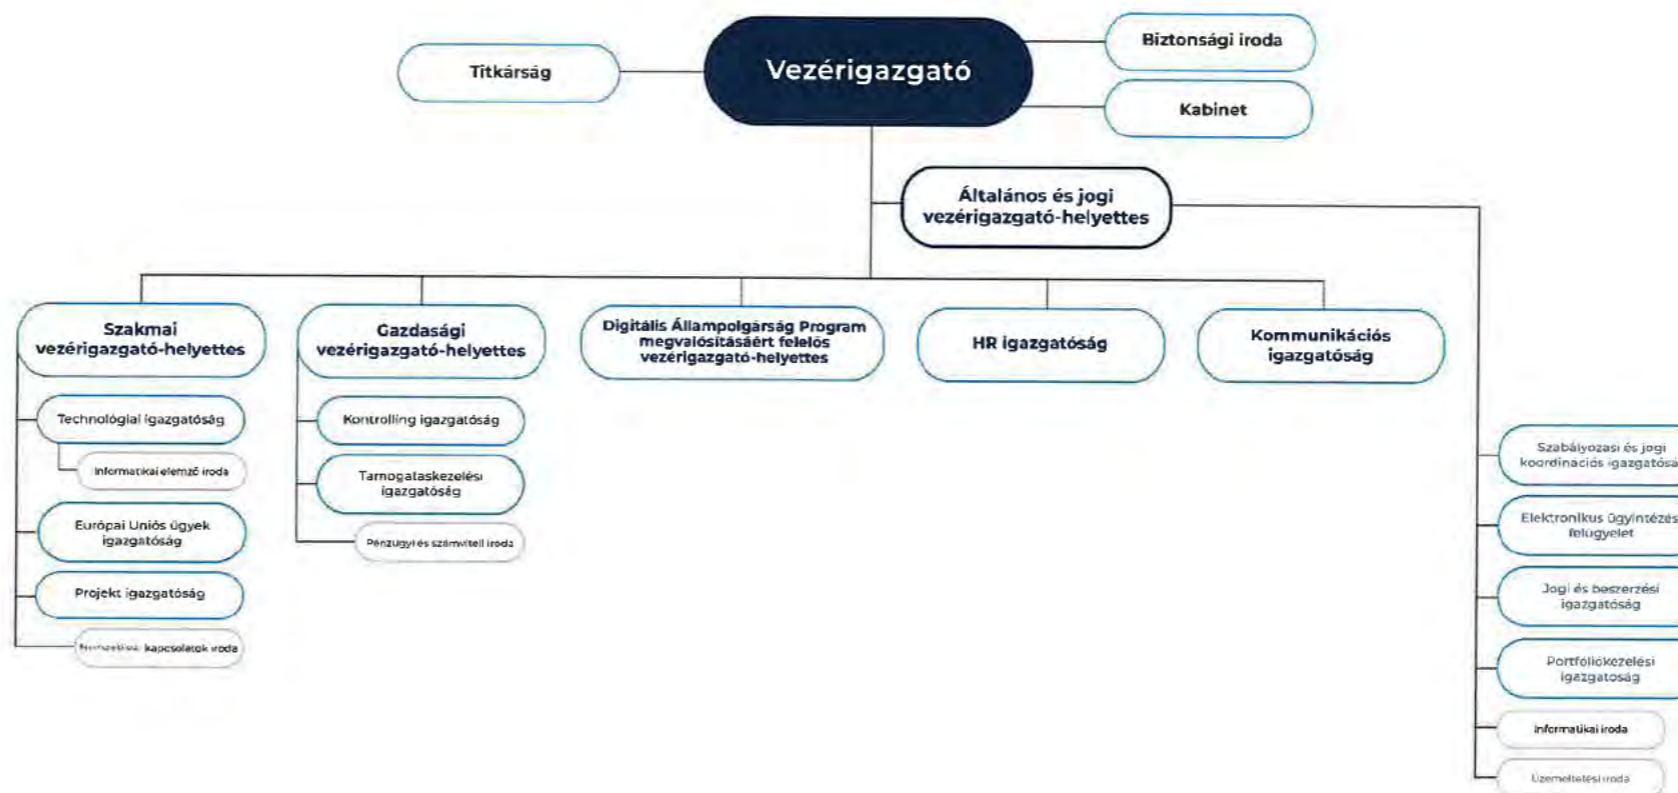 Titkárság
Vezérigazgató
Biztonsági iroda
Kabinet
Általános és jogi
vezérigazgató-helyettes
Szakmai
vezérigazgató-helyettes
Gazdasági
vezérigazgató-helyettes
Digitális Állampolgárság Program
megvalósításáért felelős
vezérigazgató-helyettes
HR igazgatóság
Kommunikációs
igazgatóság
Technológiai igazgatóság
Informatikai elemző iroda
Európai Uniós ügyek
igazgatóság
Projekt igazgatóság
kapcsolatok iroda
Kontrolling igazgatóság
Támogatáskezelési
igazgatóság
Pénzügyi és számviteli iroda
Szabályozási és jogi
koordinációs igazgatósá
Elektronikus ügyintézés
felügyelet
Jogi és beszerzési
igazgatóság
Portfóliókezelési
igazgatóság
Informatikai iroda
Üzemeltetési iroda